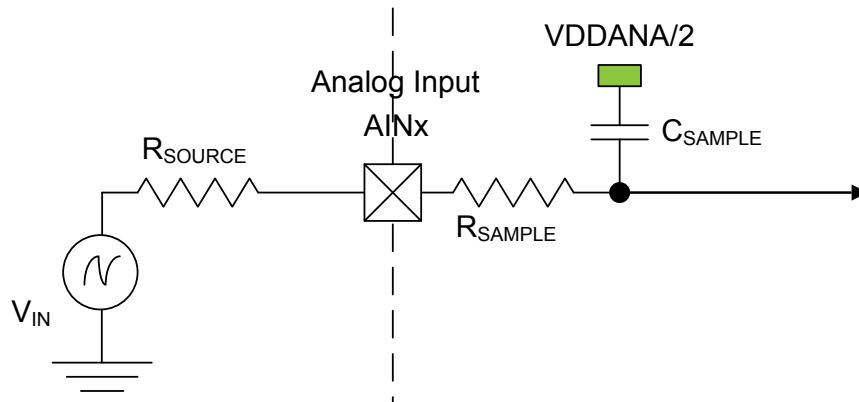 VDDANA/2
Analog Input
AINx
CSAMPLE
RSOURCE
RSAMPLE
VIN